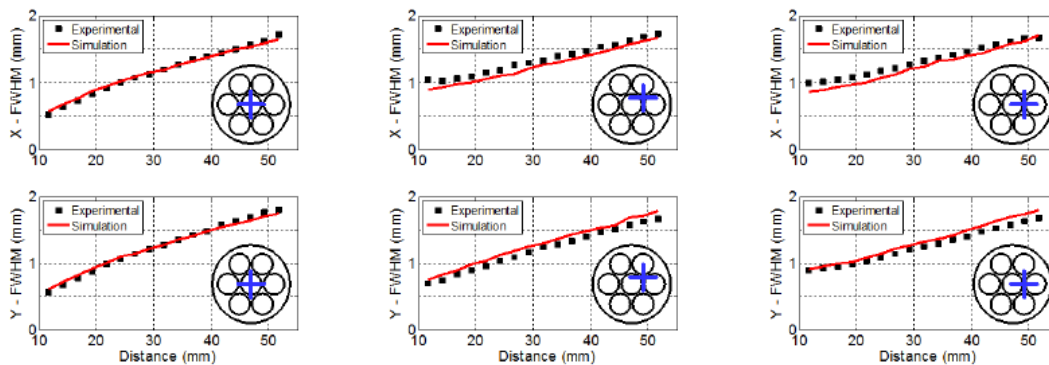 2
Experimental
Simulation
1
0
X - FWHM (mm)
10 20 30 40 50
2
Experimental
Simulation
1
0
X - FWHM (mm)
10 20 30 40 50
2
Experimental
Simulation
1
0
X - FWHM (mm)
10 20 30 40 50
2
Experimental
Simulation
1
0
Y - FWHM (mm)
10 20 30 40 50
Distance (mm)
2
Experimental
Simulation
1
0
Y - FWHM (mm)
10 20 30 40 50
Distance (mm)
2
Experimental
Simulation
1
0
Y - FWHM (mm)
10 20 30 40 50
Distance (mm)